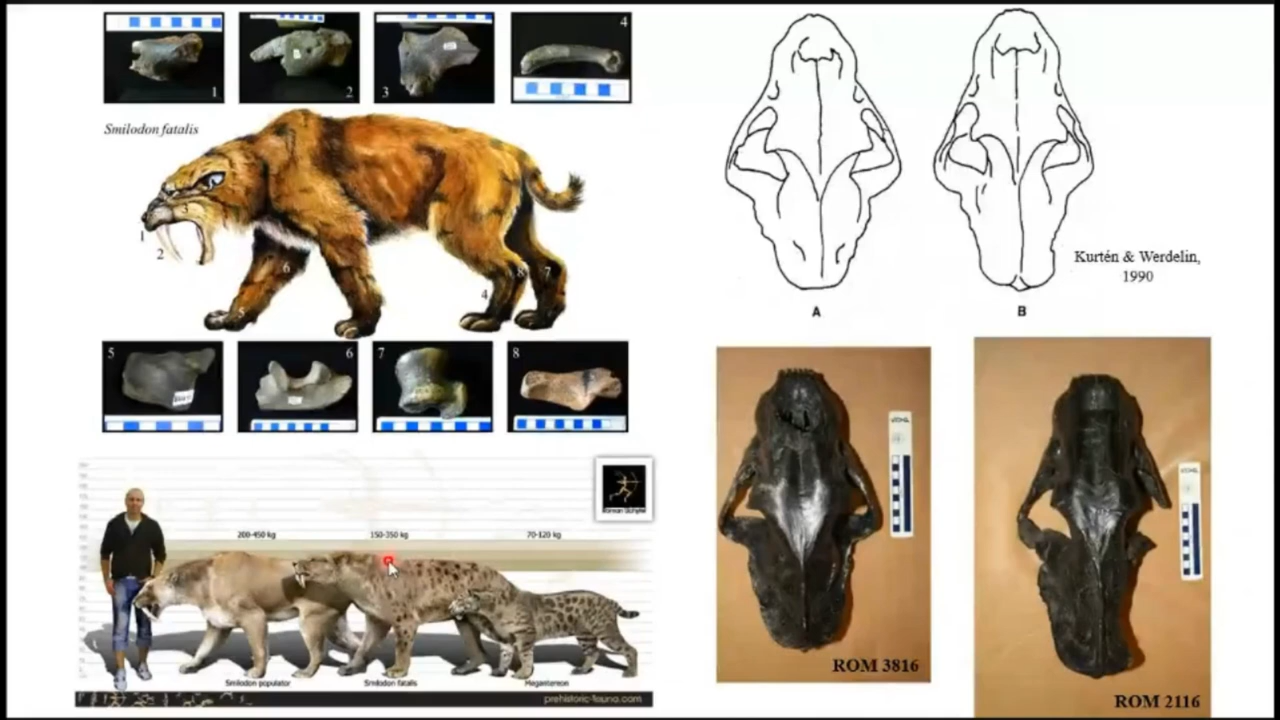 1
2
3
4
Smilodon fatalis
1
2
6
5
4
8
7
5
6
7
8
Kurtén & Werdelin,
1990
A
B
200-450 kg
150-350 kg
70-120 kg
Smilodon populator
Smilodon fatalis
Megantereon
prehistoric-fauna.com
ROM 3816
ROM 2116